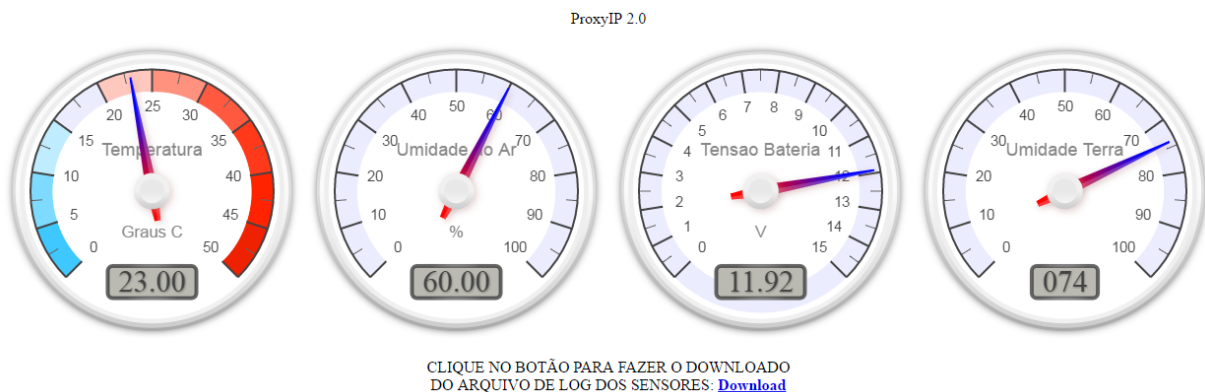 ProxyIP 2.0
0 5 10 15 20 25 30 35 40 45 50
Temperatura
Graus C
23.00
0 10 20 30 40 50 60 70 80 90 100
Umidade do Ar
%
60.00
0 1 2 3 4 5 6 7 8 9 10 11 12 13 14 15
Tensao Bateria
V
11.92
0 10 20 30 40 50 60 70 80 90 100
Umidade Terra
074
CLIQUE NO BOTÃO PARA FAZER O DOWNLOADO
DO ARQUIVO DE LOG DOS SENSORES: Download